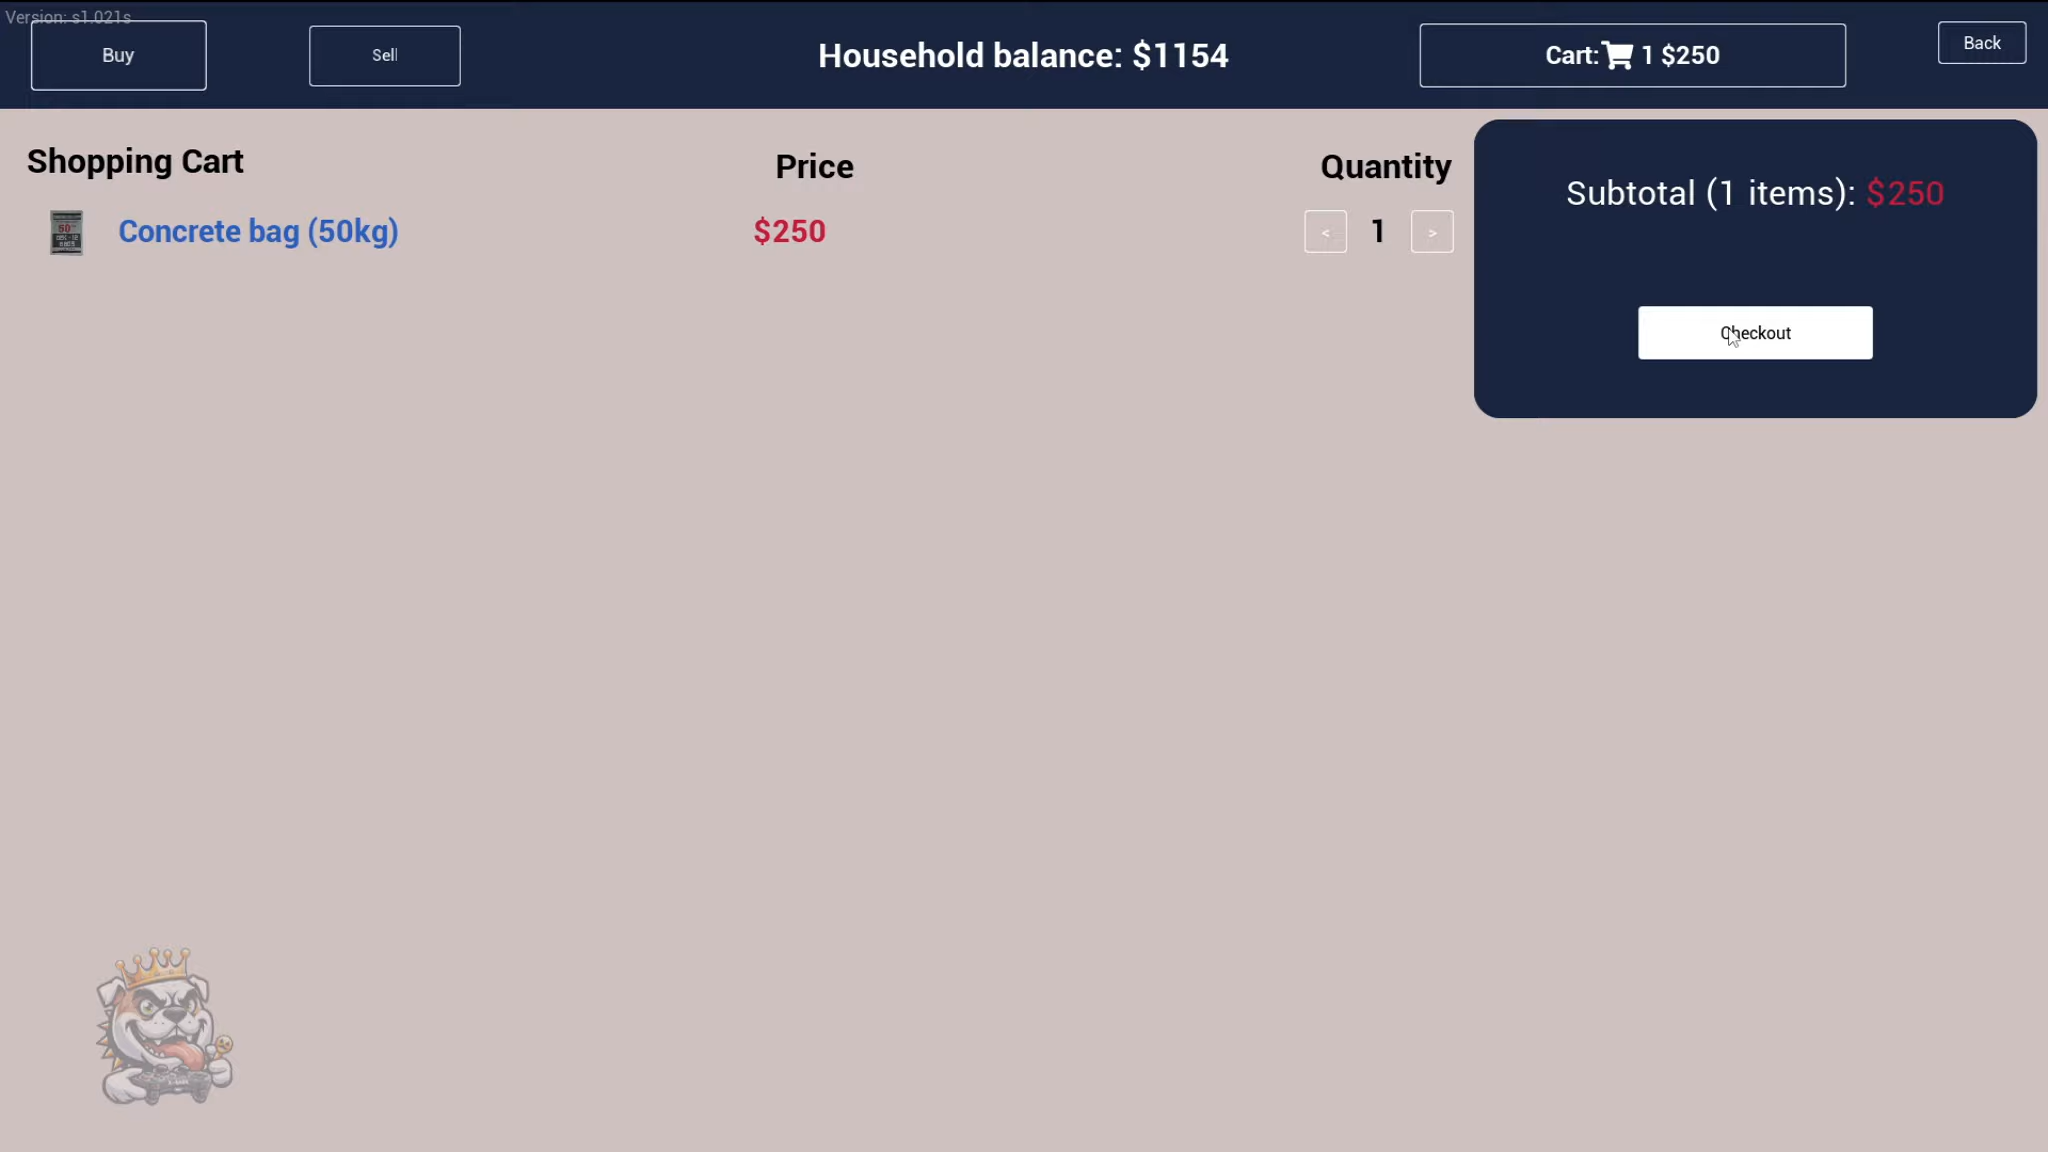 Version: s1.021s
Buy
Sell
Household balance: $1154
Cart: 1 $250
Back
Shopping Cart
Price
Quantity
Concrete bag (50kg)
$250
<
1
>
Subtotal (1 items): $250
Checkout
50